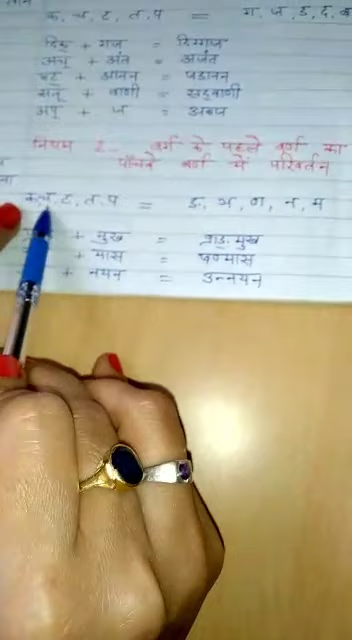 क, च, ट, त, प = ग, ज, ड, द, ब
दिक् + गज = दिग्गज
अच् + अंत = अजंत
षट् + आनन = षडानन
सत् + वाणी = सद्वाणी
अप् + ज = अब्ज
नियम 2 - वर्ग के पहले वर्ण का
पाँचवे वर्ण में परिवर्तन
क, च, ट, त, प = ङ, ञ, ण, न, म
+ मुख = वाङ्मुख
+ मास = षण्मास
+ नयन = उन्नयन